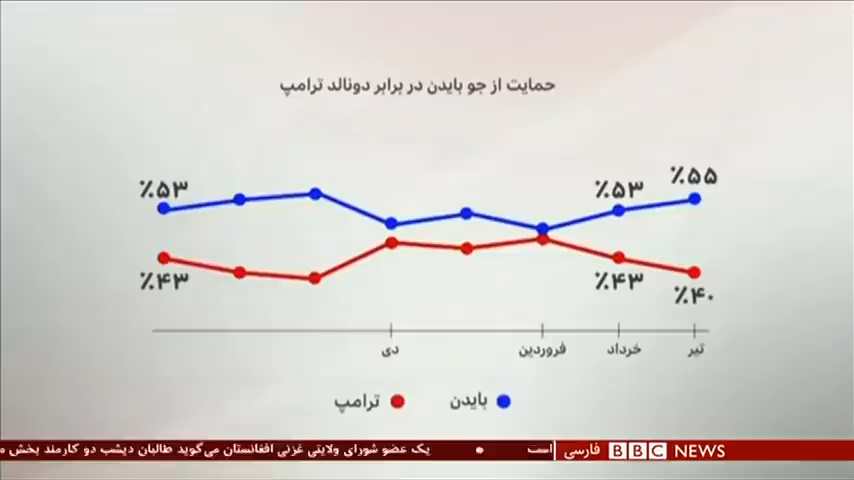 حمایت از جو بایدن در برابر دونالد ترامپ
٪۵۳
٪۵۳
٪۵۵
٪۴۳
٪۴۳
٪۴۰
دی
فروردین
خرداد
تیر
بایدن
ترامپ
BBC NEWS فارسی
است
یک عضو شورای ولایتی غزنی افغانستان می‌گوید طالبان دیشب دو کارمند پخش